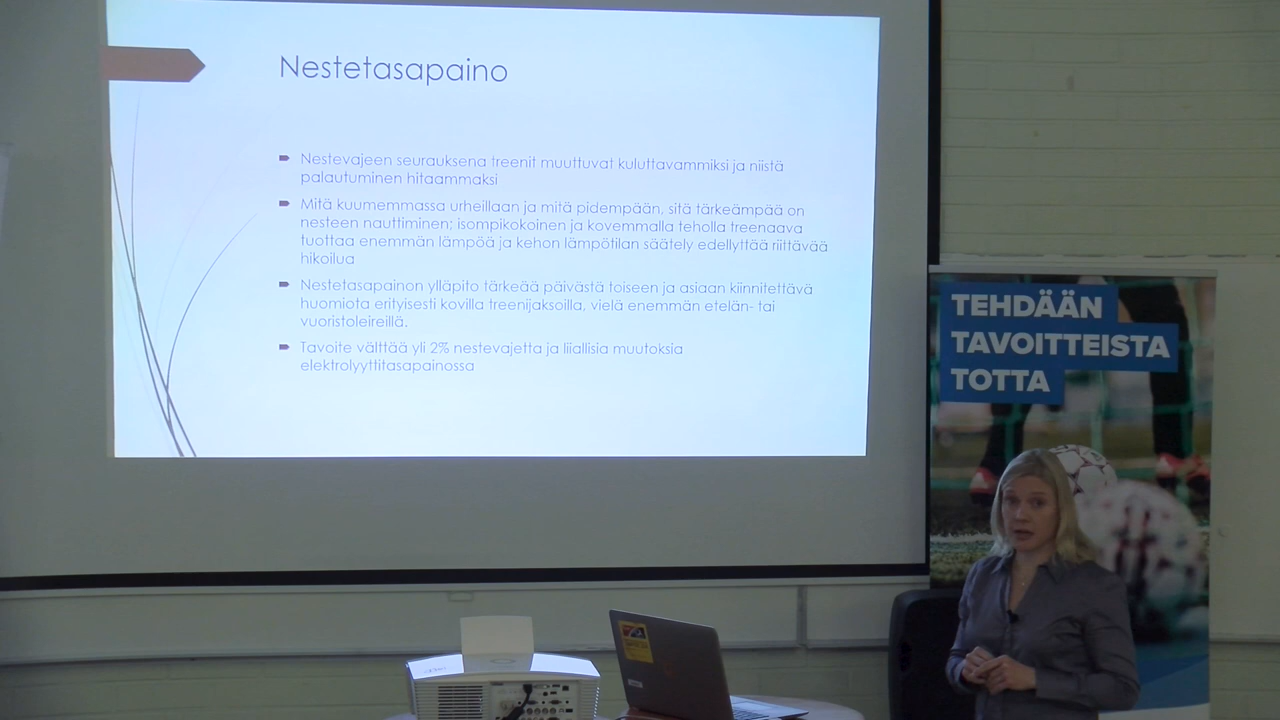 Nestetasapaino
Nestevajeen seurauksena treenit muuttuvat kuluttavammiksi ja niistä
palautuminen hitaammaksi
Mitä kuumemmassa urheillaan ja mitä pidempään, sitä tärkeämpää on
nesteen nauttiminen; isompikokoinen ja kovemmalla teholla treenaava
tuottaa enemmän lämpöä ja kehon lämpötilan säätely edellyttää riittävää
hikoilua
Nestetasapainon ylläpito tärkeää päivästä toiseen ja asiaan kiinnitettävä
huomiota erityisesti kovilla treenijaksoilla, vielä enemmän etelän- tai
vuoristoleireillä.
Tavoite välttää yli 2% nestevajetta ja liiallisia muutoksia
elektrolyyttitasapainossa
TEHDÄÄN
TAVOITTEISTA
TOTTA